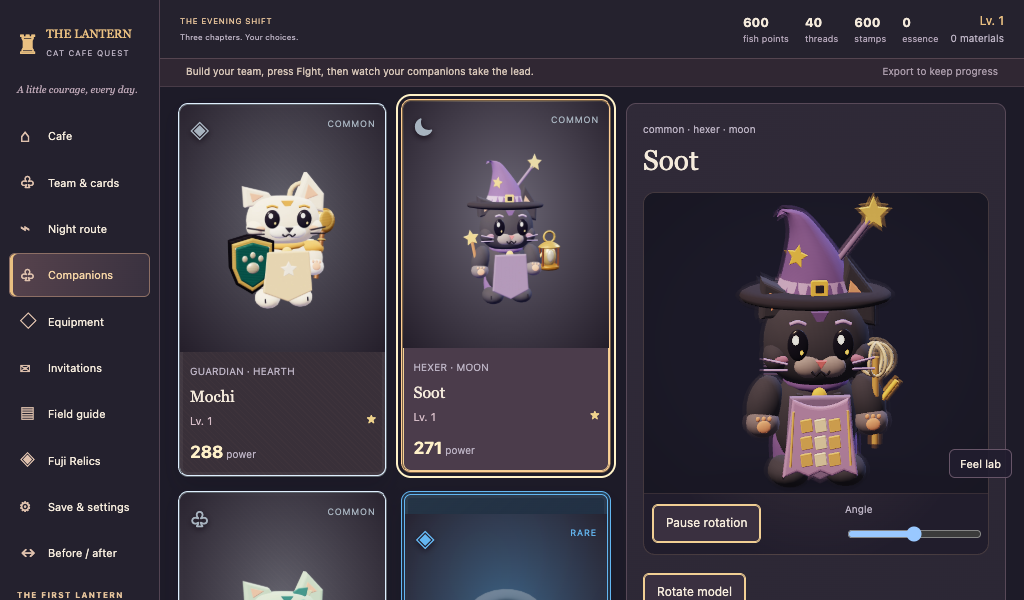 THE LANTERN
CAT CAFE QUEST
A little courage, every day.
Cafe
Team & cards
Night route
Companions
Equipment
Invitations
Field guide
Fuji Relics
Save & settings
Before / after
THE FIRST LANTERN
THE EVENING SHIFT
Three chapters. Your choices.
600
fish points
40
threads
600
stamps
0
essence
Lv. 1
0 materials
Build your team, press Fight, then watch your companions take the lead.
Export to keep progress
COMMON
GUARDIAN · HEARTH
Mochi
Lv. 1
288 power
COMMON
HEXER · MOON
Soot
Lv. 1
271 power
COMMON
RARE
common · hexer · moon
Soot
Feel lab
Pause rotation
Angle
Rotate model